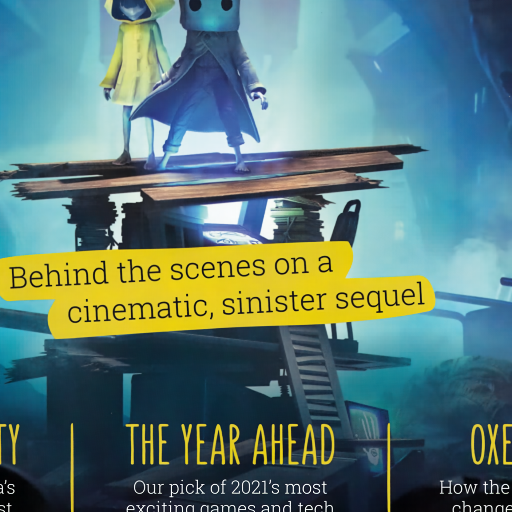 Behind the scenes on a
cinematic, sinister sequel
TY
THE YEAR AHEAD
OXE
a's
Our pick of 2021's most
How the
st
exciting games and tech
change